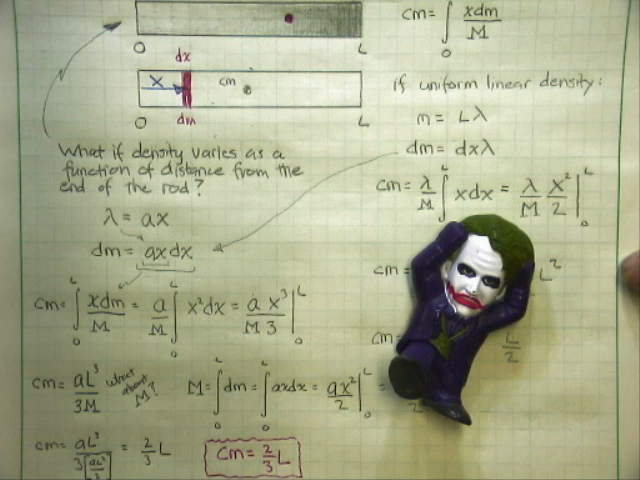 O L
cm = ∫₀ xdm/M
dx
x cm
O dm L
if uniform linear density:
m = Lλ
dm = dxλ
cm = λ/M ∫₀ᴸ xdx = λ/M x²/2 |₀ᴸ
What if density varies as a
function of distance from the
end of the rod?
λ = ax
dm = axdx
cm = L²
cm = ∫₀ᴸ xdm/M = a/M ∫₀ᴸ x²dx = a/M x³/3 |₀ᴸ
cm L/2
cm = aL³/3M what about M?
M = ∫₀ᴸ dm = ∫₀ᴸ axdx = ax²/2 |₀ᴸ = 2
cm = aL³/3[aL²/2] = 2/3 L
cm = 2/3 L